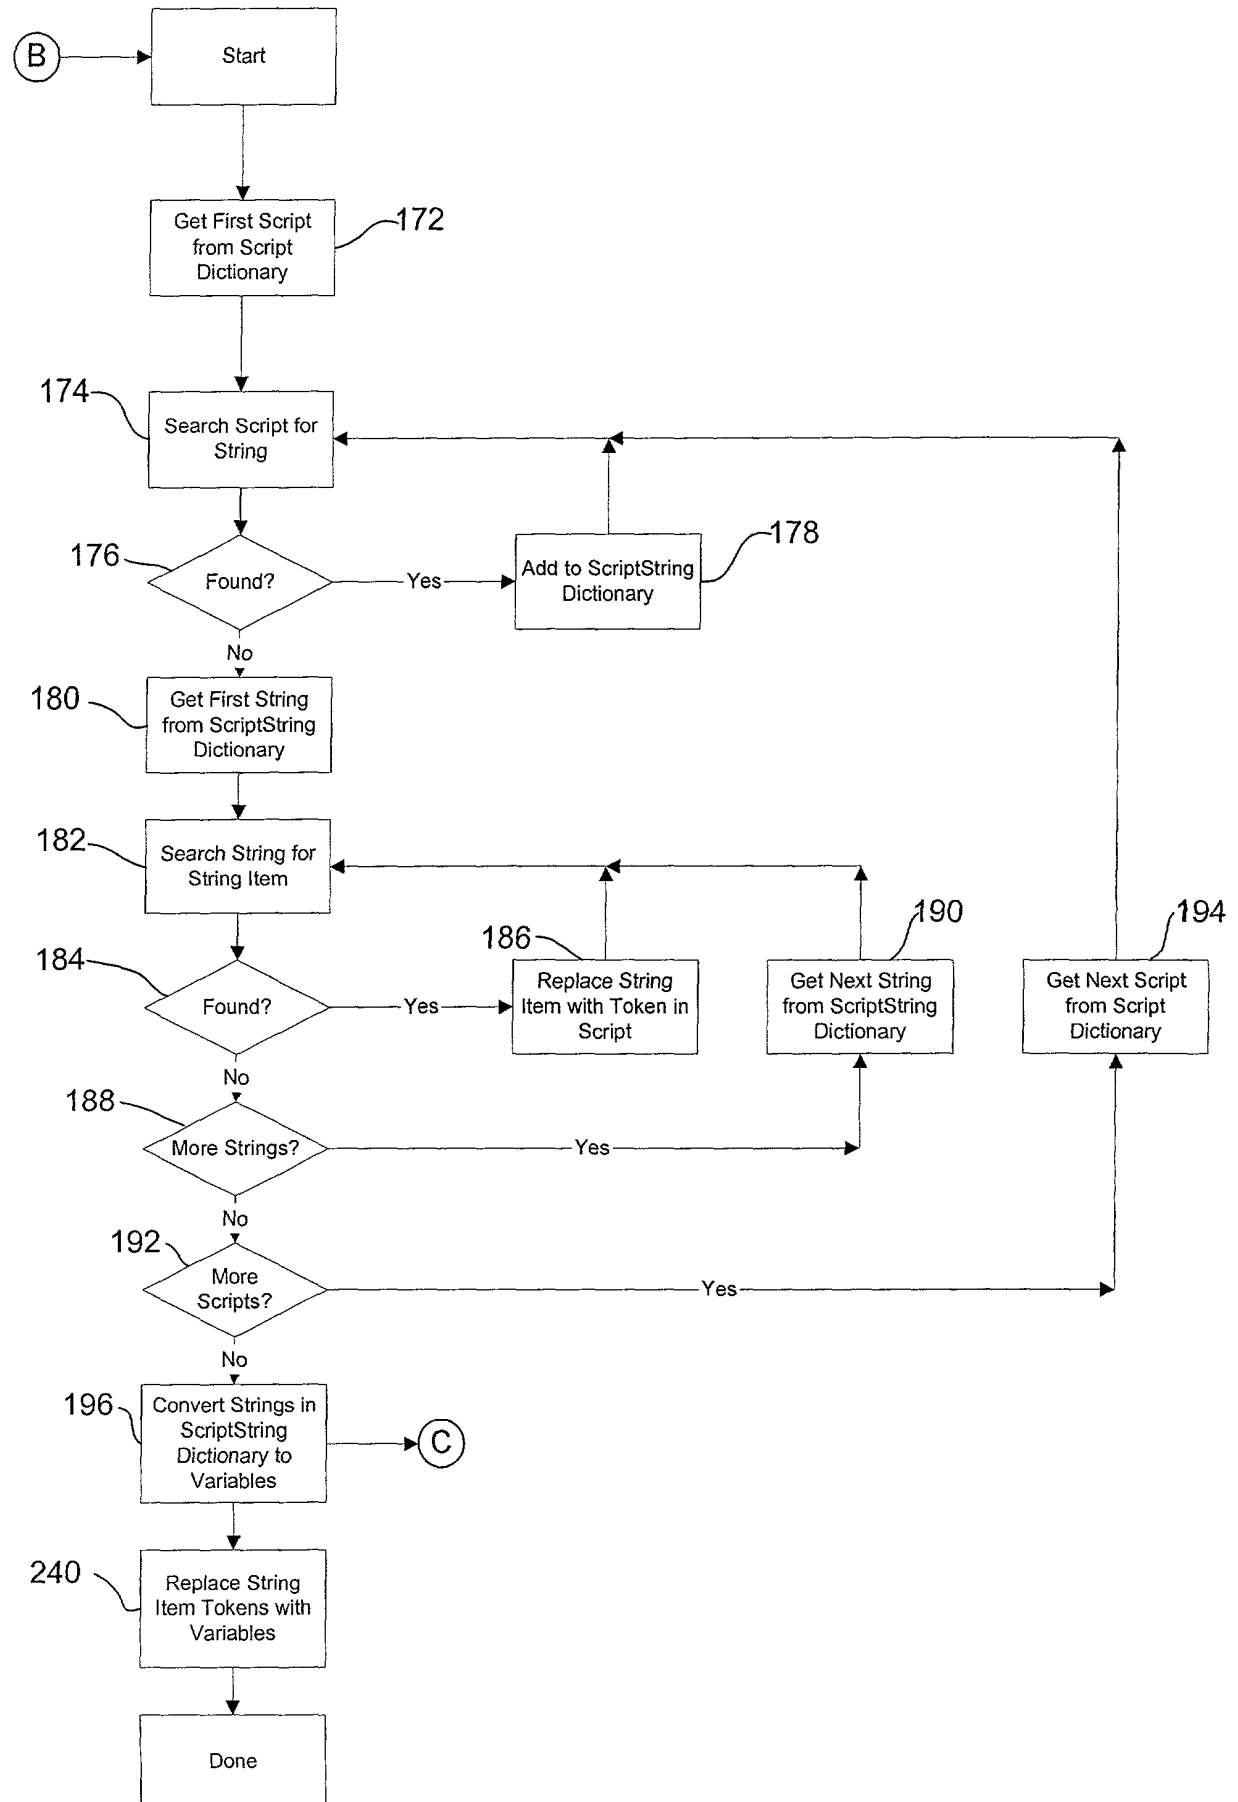 B
Start
Get First Script
from Script
Dictionary
172
174
Search Script for
String
176
Found?
Yes
Add to ScriptString
Dictionary
178
No
180
Get First String
from ScriptString
Dictionary
182
Search String for
String Item
184
Found?
Yes
186
Replace String
Item with Token in
Script
190
Get Next String
from ScriptString
Dictionary
194
Get Next Script
from Script
Dictionary
No
188
More Strings?
Yes
No
192
More
Scripts?
Yes
No
196
Convert Strings in
ScriptString
Dictionary to
Variables
C
240
Replace String
Item Tokens with
Variables
Done